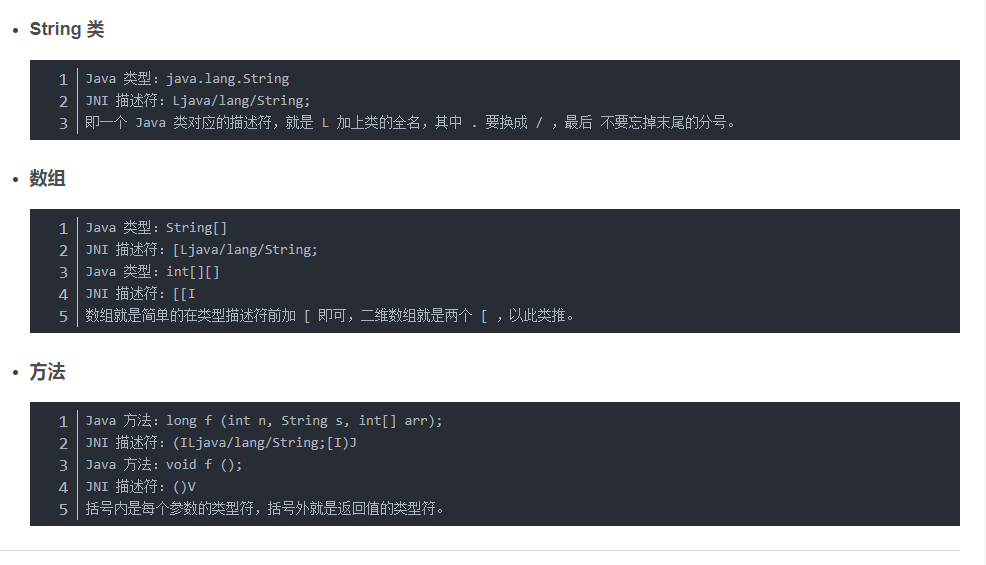 String 类
1 Java 类型：java.lang.String
2 JNI 描述符：Ljava/lang/String;
3 即一个 Java 类对应的描述符，就是 L 加上类的全名，其中 . 要换成 / ，最后 不要忘掉末尾的分号。
数组
1 Java 类型：String[]
2 JNI 描述符：[Ljava/lang/String;
3 Java 类型：int[][]
4 JNI 描述符：[[I
5 数组就是简单的在类型描述符前加 [ 即可，二维数组就是两个 [ ，以此类推。
方法
1 Java 方法：long f (int n, String s, int[] arr);
2 JNI 描述符：(ILjava/lang/String;[I)J
3 Java 方法：void f ();
4 JNI 描述符：()V
5 括号内是每个参数的类型符，括号外就是返回值的类型符。